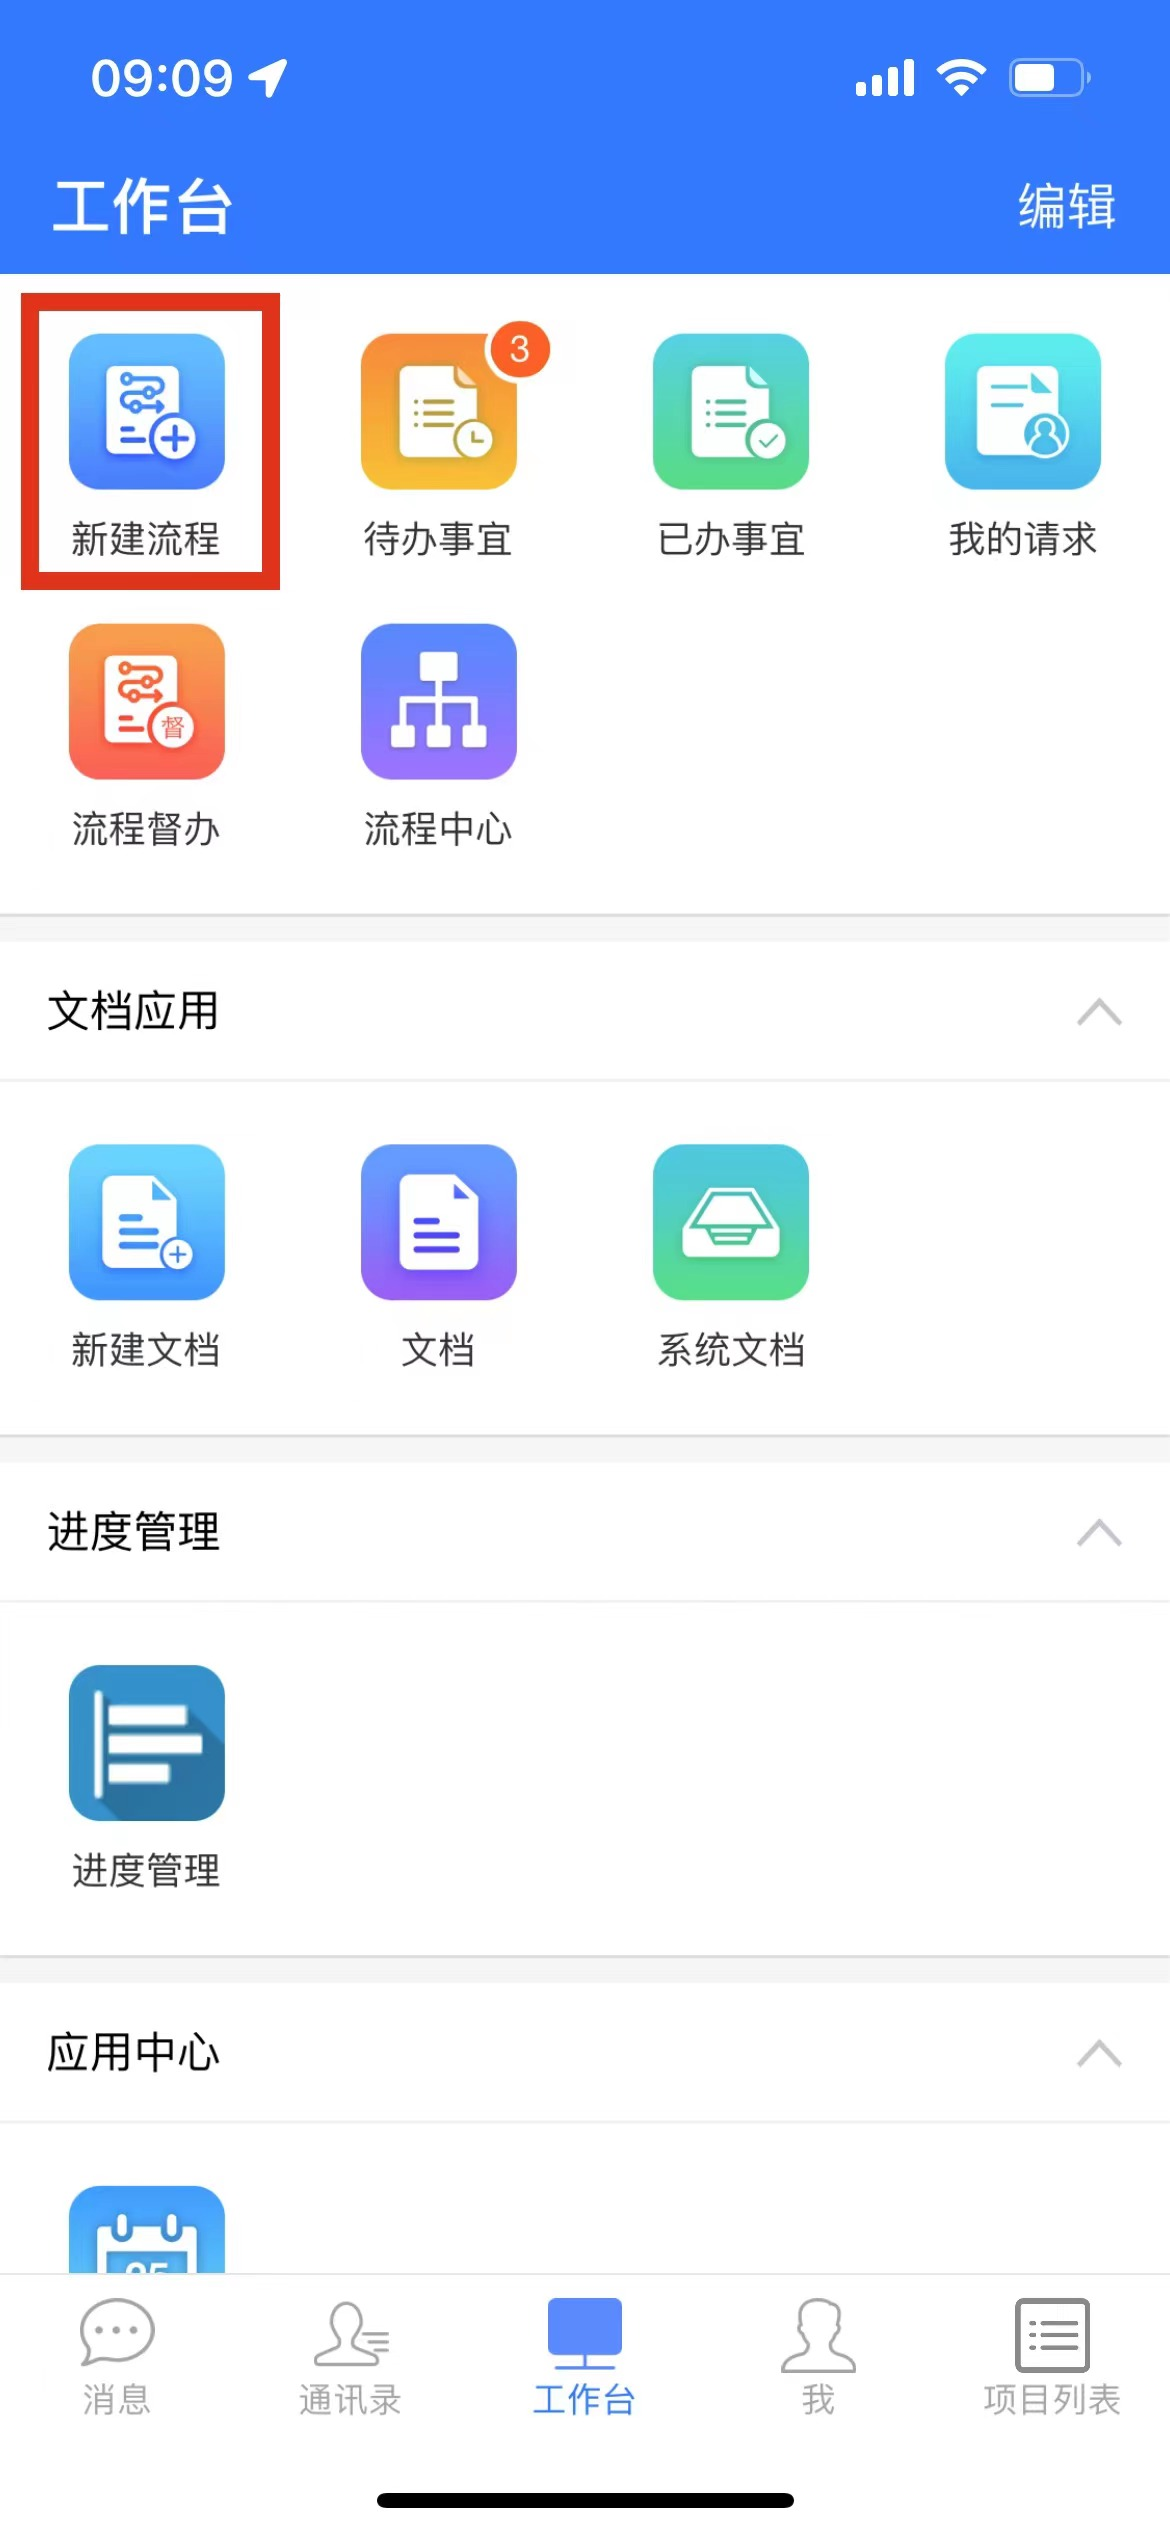 09:09
工作台
编辑
3
新建流程
待办事宜
已办事宜
我的请求
督
流程督办
流程中心
文档应用
新建文档
文档
系统文档
进度管理
进度管理
应用中心
消息
通讯录
工作台
我
项目列表